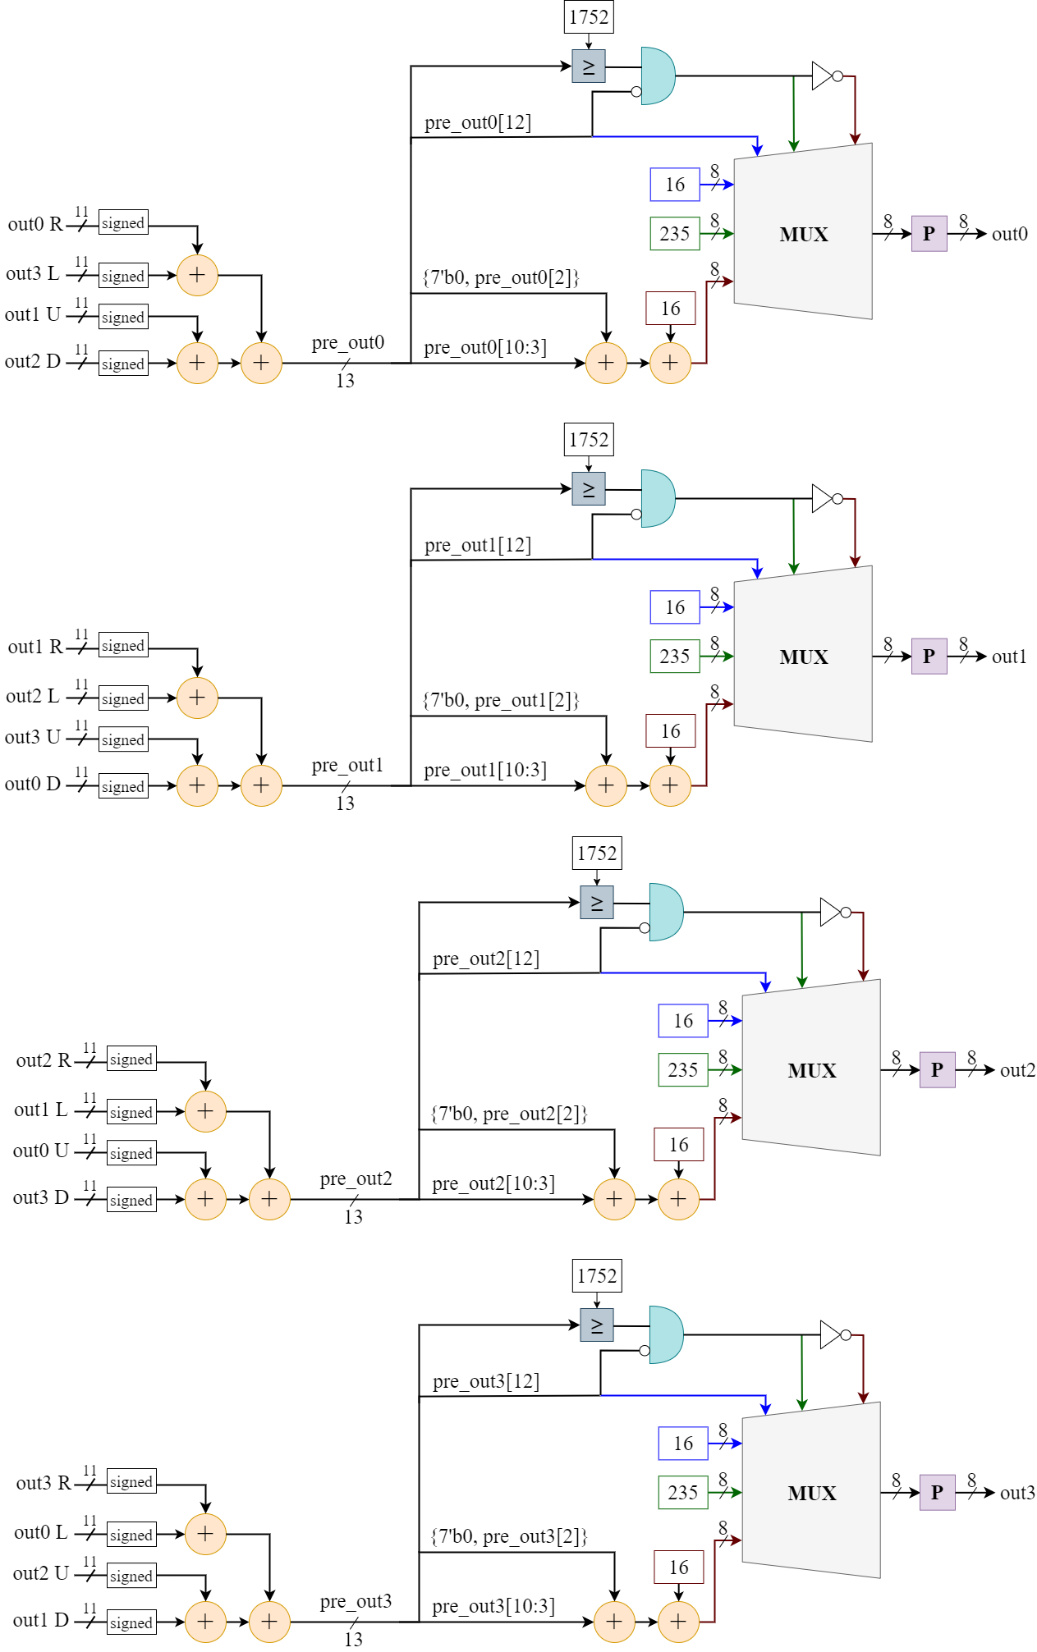 1752
≥
pre_out0[12]
16 8
235 8
MUX
8 P 8 out0
out0 R 11 signed
out3 L 11 signed
+
out1 U 11 signed
out2 D 11 signed
+ +
pre_out0
13
{7'b0, pre_out0[2]}
pre_out0[10:3]
16
8
+ +
1752
≥
pre_out1[12]
16 8
235 8
MUX
8 P 8 out1
out1 R 11 signed
out2 L 11 signed
+
out3 U 11 signed
out0 D 11 signed
+ +
pre_out1
13
{7'b0, pre_out1[2]}
pre_out1[10:3]
16
8
+ +
1752
≥
pre_out2[12]
16 8
235 8
MUX
8 P 8 out2
out2 R 11 signed
out1 L 11 signed
+
out0 U 11 signed
out3 D 11 signed
+ +
pre_out2
13
{7'b0, pre_out2[2]}
pre_out2[10:3]
16
8
+ +
1752
≥
pre_out3[12]
16 8
235 8
MUX
8 P 8 out3
out3 R 11 signed
out0 L 11 signed
+
out2 U 11 signed
out1 D 11 signed
+ +
pre_out3
13
{7'b0, pre_out3[2]}
pre_out3[10:3]
16
8
+ +